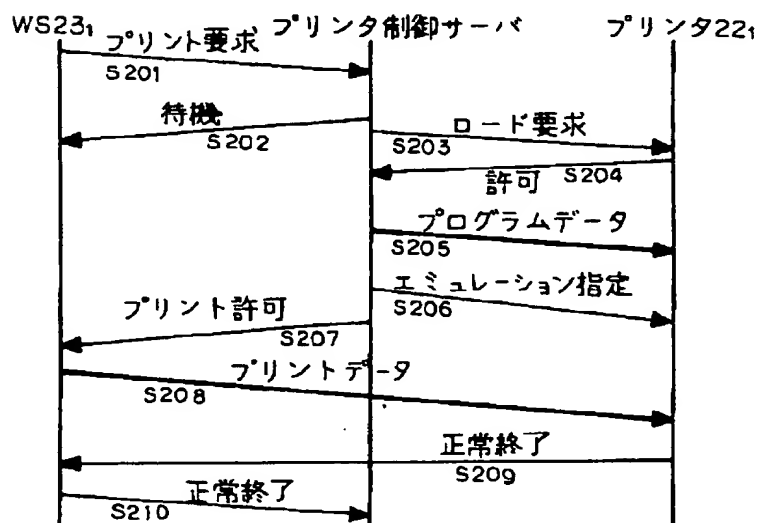 WS23₁
プリンタ制御サーバ
プリンタ22₁
プリント要求
S201
待機
S202
ロード要求
S203
許可
S204
プログラムデータ
S205
エミュレーション指定
S206
プリント許可
S207
プリントデータ
S208
正常終了
S209
正常終了
S210